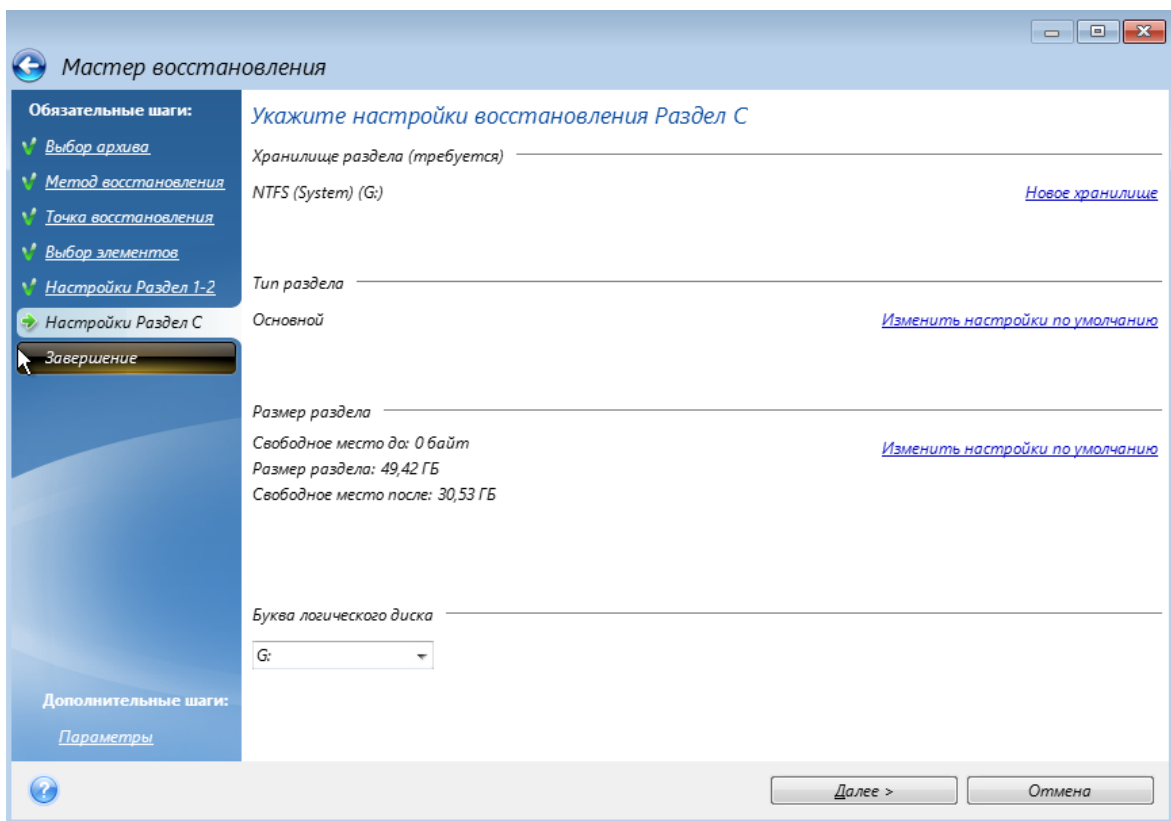 Мастер восстановления
Обязательные шаги:
Выбор архива
Метод восстановления
Точка восстановления
Выбор элементов
Настройки Раздел 1-2
Настройки Раздел C
Завершение
Дополнительные шаги:
Параметры
Укажите настройки восстановления Раздел C
Хранилище раздела (требуется)
NTFS (System) (G:)
Новое хранилище
Тип раздела
Основной
Изменить настройки по умолчанию
Размер раздела
Свободное место до: 0 байт
Изменить настройки по умолчанию
Размер раздела: 49,42 ГБ
Свободное место после: 30,53 ГБ
Буква логического диска
G:
Далее >
Отмена